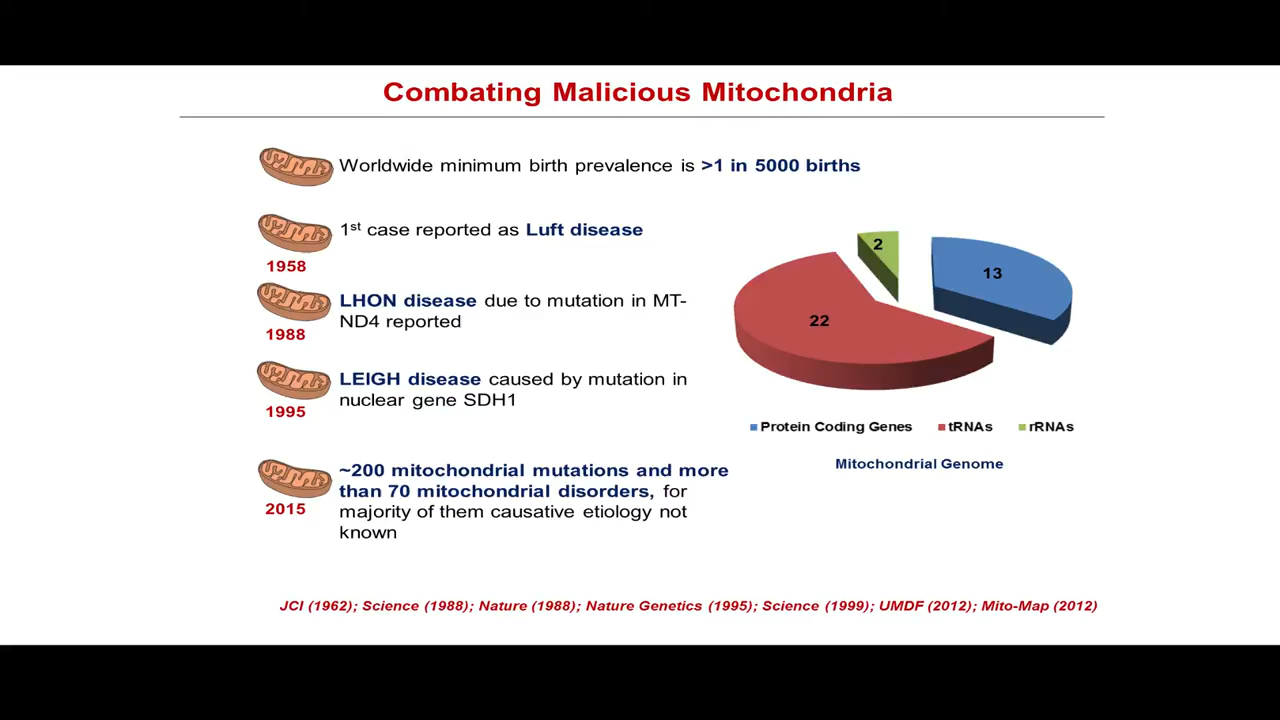 Combating Malicious Mitochondria
Worldwide minimum birth prevalence is >1 in 5000 births
1st case reported as Luft disease
1958
LHON disease due to mutation in MT-
ND4 reported
1988
LEIGH disease caused by mutation in
nuclear gene SDH1
1995
~200 mitochondrial mutations and more
than 70 mitochondrial disorders, for
majority of them causative etiology not
known
2015
2
13
22
Protein Coding Genes tRNAs rRNAs
Mitochondrial Genome
JCI (1962); Science (1988); Nature (1988); Nature Genetics (1995); Science (1999); UMDF (2012); Mito-Map (2012)